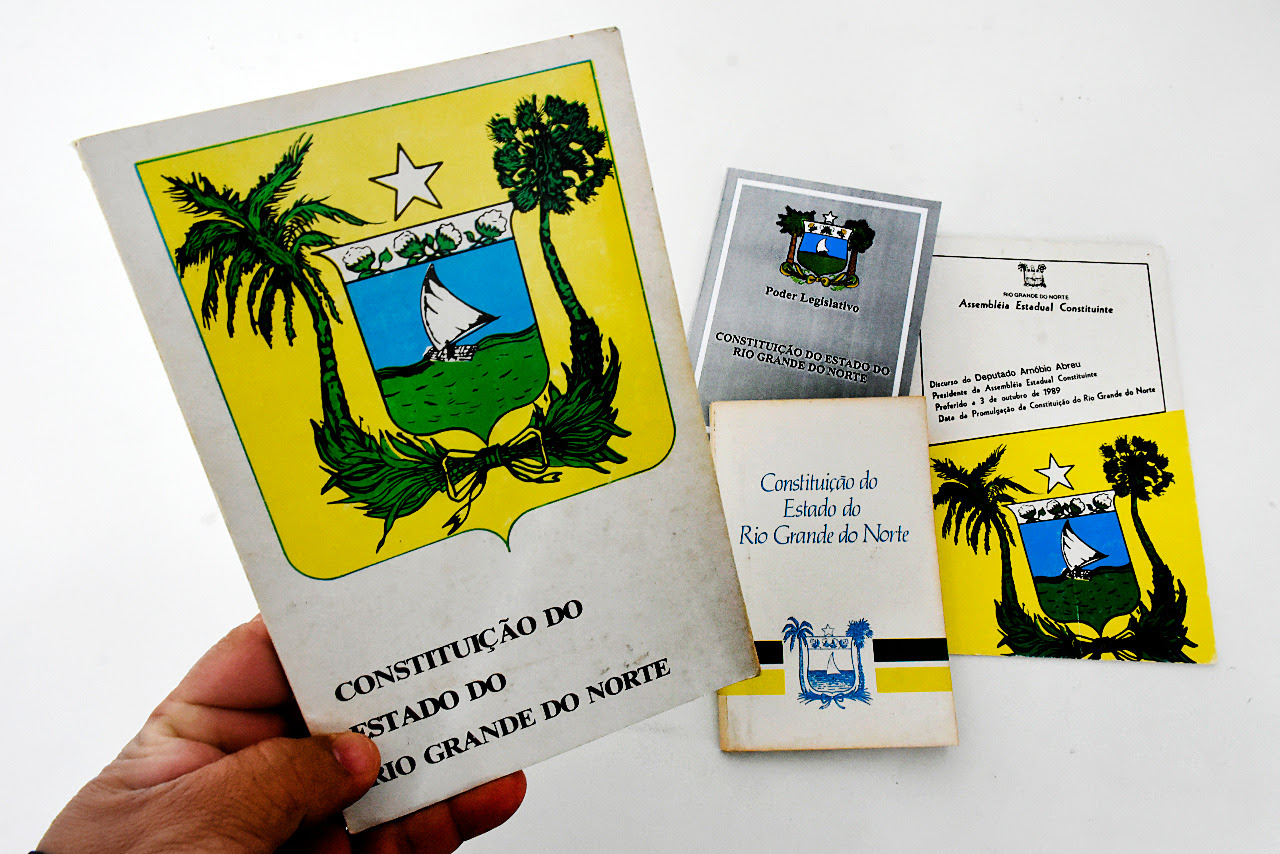 CONSTITUIÇÃO DO
ESTADO DO
RIO GRANDE DO NORTE
Poder Legislativo
CONSTITUIÇÃO DO ESTADO DO
RIO GRANDE DO NORTE
RIO GRANDE DO NORTE
Assembléia Estadual Constituinte
Discurso do Deputado Arnóbio Abreu
Presidente da Assembléia Estadual Constituinte
Proferido a 3 de outubro de 1989
Data da Promulgação da Constituição do Rio Grande do Norte
Constituição do
Estado do
Rio Grande do Norte